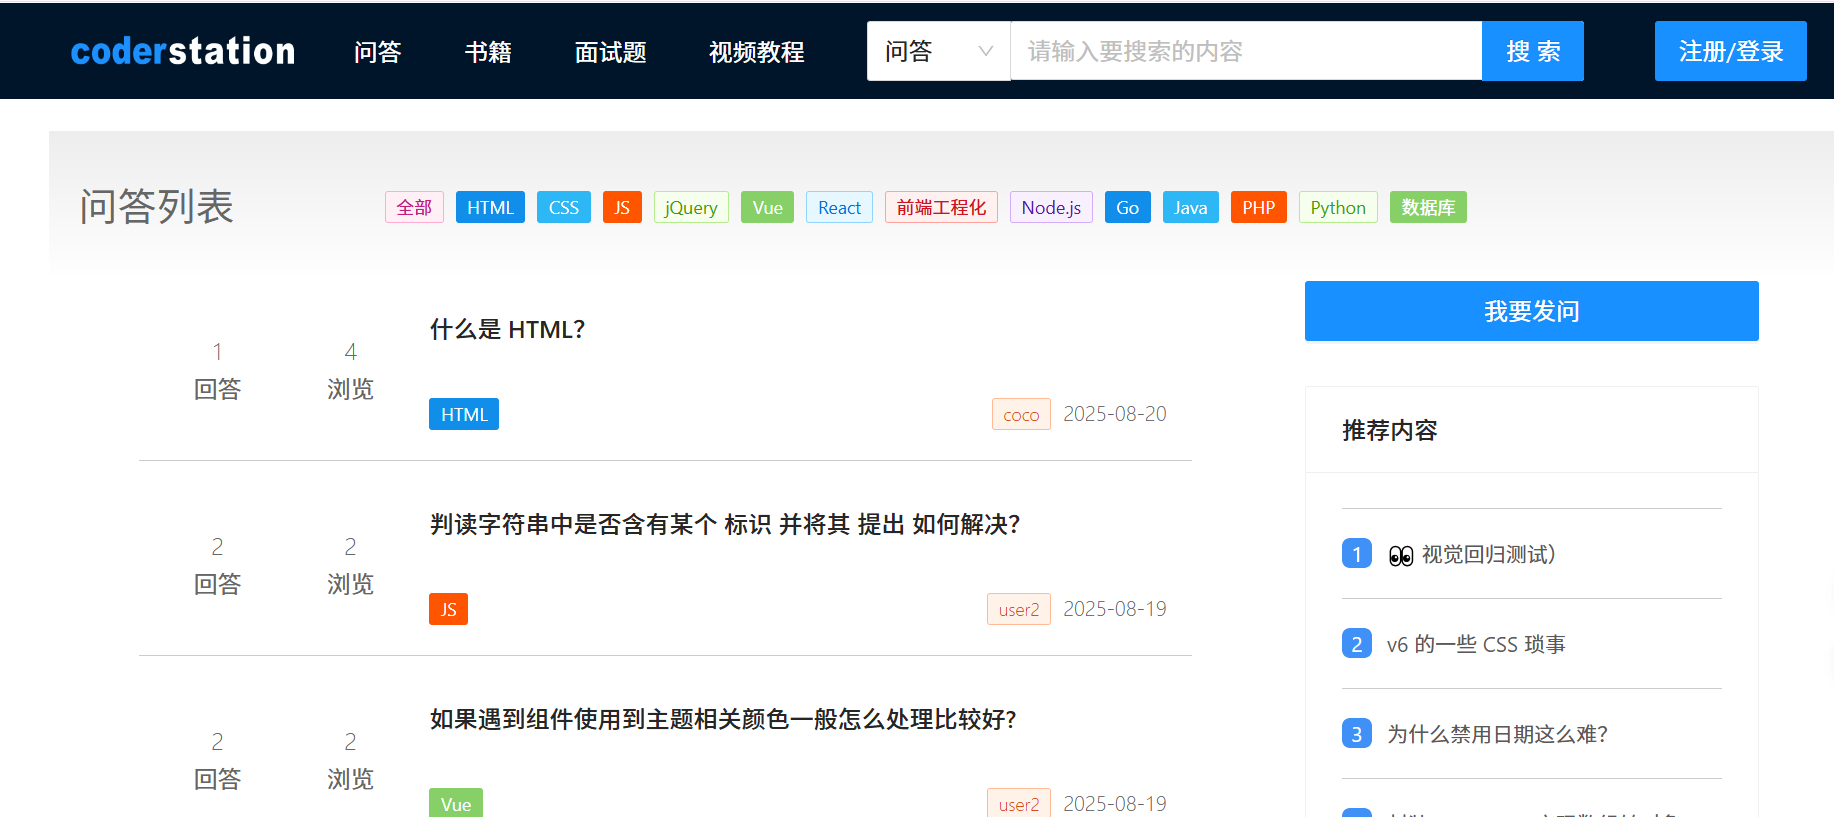 coderstation 问答 书籍 面试题 视频教程 问答 请输入要搜索的内容 搜 索 注册/登录
问答列表 全部 HTML CSS JS jQuery Vue React 前端工程化 Node.js Go Java PHP Python 数据库
我要发问
什么是 HTML?
1 4
回答 浏览
HTML coco 2025-08-20
判读字符串中是否含有某个 标识 并将其 提出 如何解决?
2 2
回答 浏览
JS user2 2025-08-19
如果遇到组件使用到主题相关颜色一般怎么处理比较好?
2 2
回答 浏览
Vue user2 2025-08-19
推荐内容
1 👀 视觉回归测试）
2 v6 的一些 CSS 琐事
3 为什么禁用日期这么难?